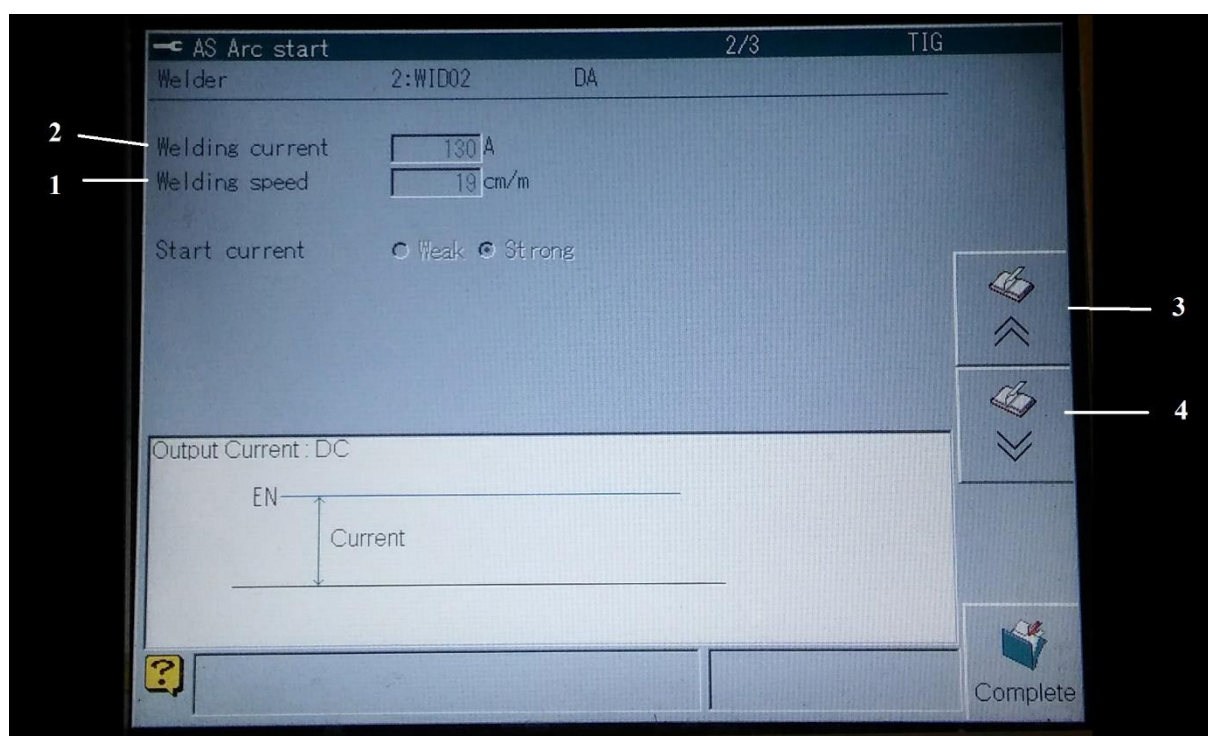 AS Arc start 2/3 TIG
Welder 2:WID02 DA
2 Welding current 130 A
1 Welding speed 19 cm/m
Start current Weak Strong
3
4
Output Current : DC
EN
Current
?
Complete